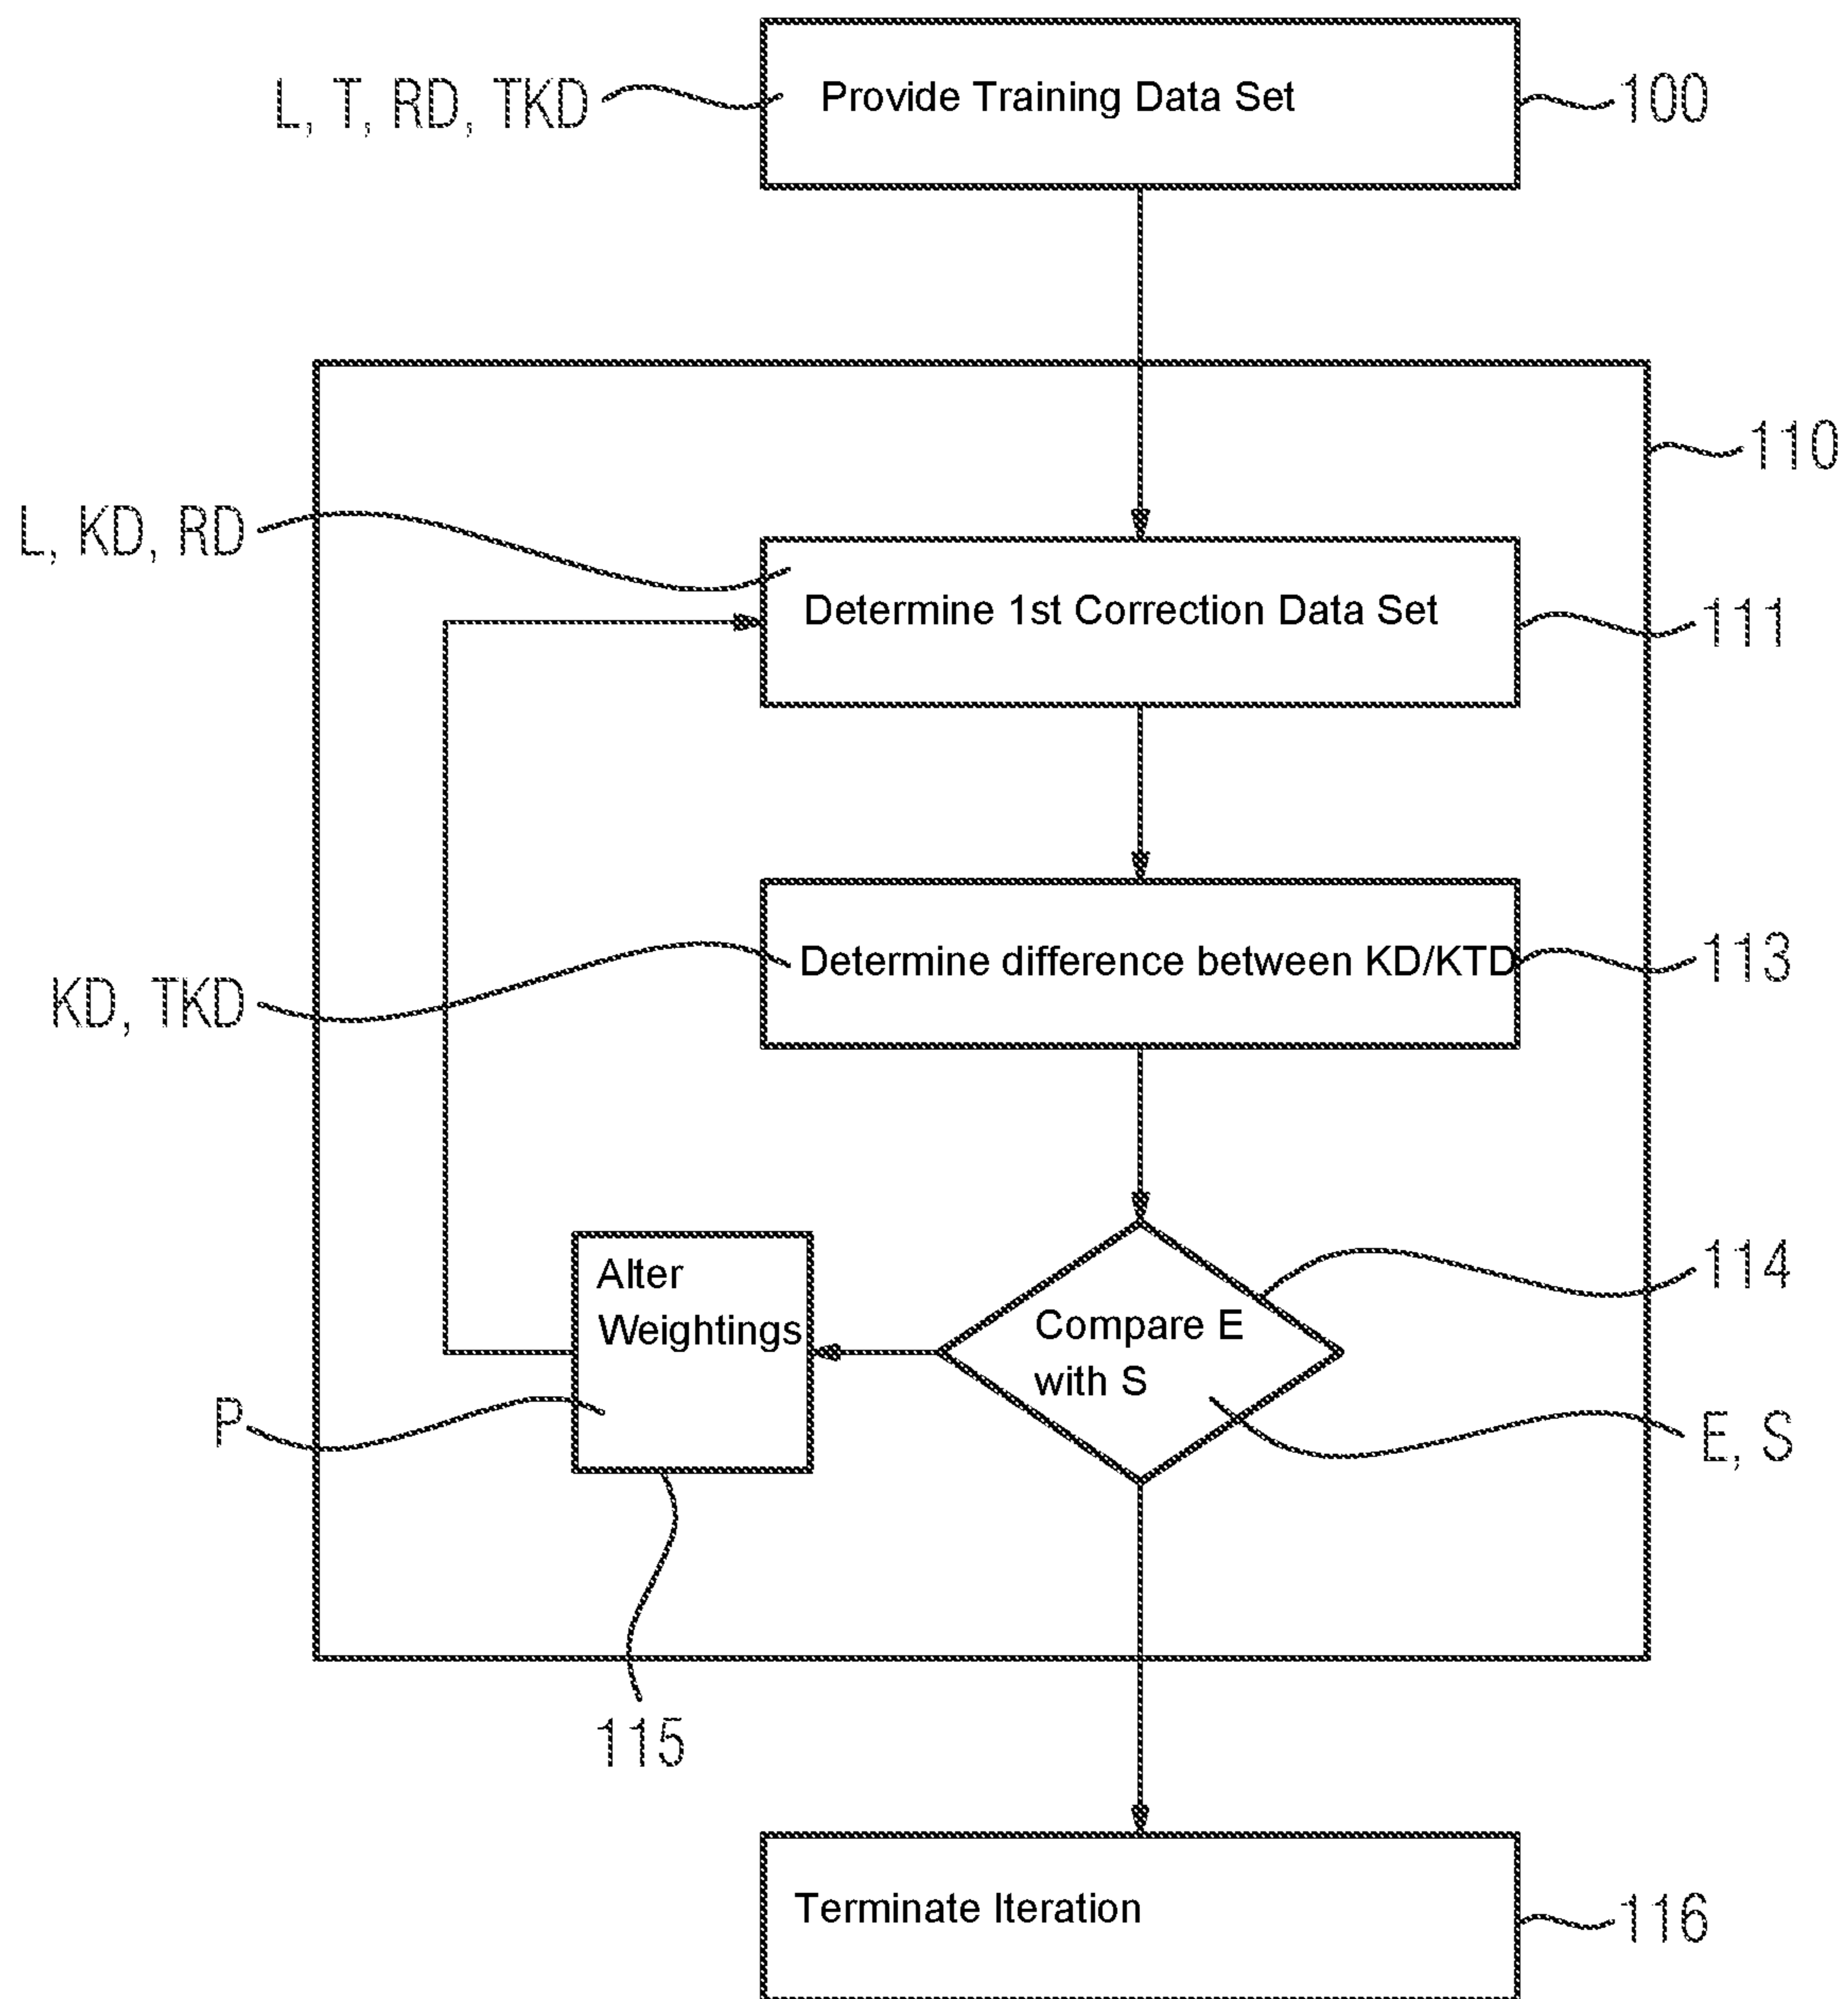 L, T, RD, TKD
Provide Training Data Set
100
110
L, KD, RD
Determine 1st Correction Data Set
111
Determine difference between KD/KTD
113
KD, TKD
114
Alter
Weightings
Compare E
with S
P
E, S
115
Terminate Iteration
116